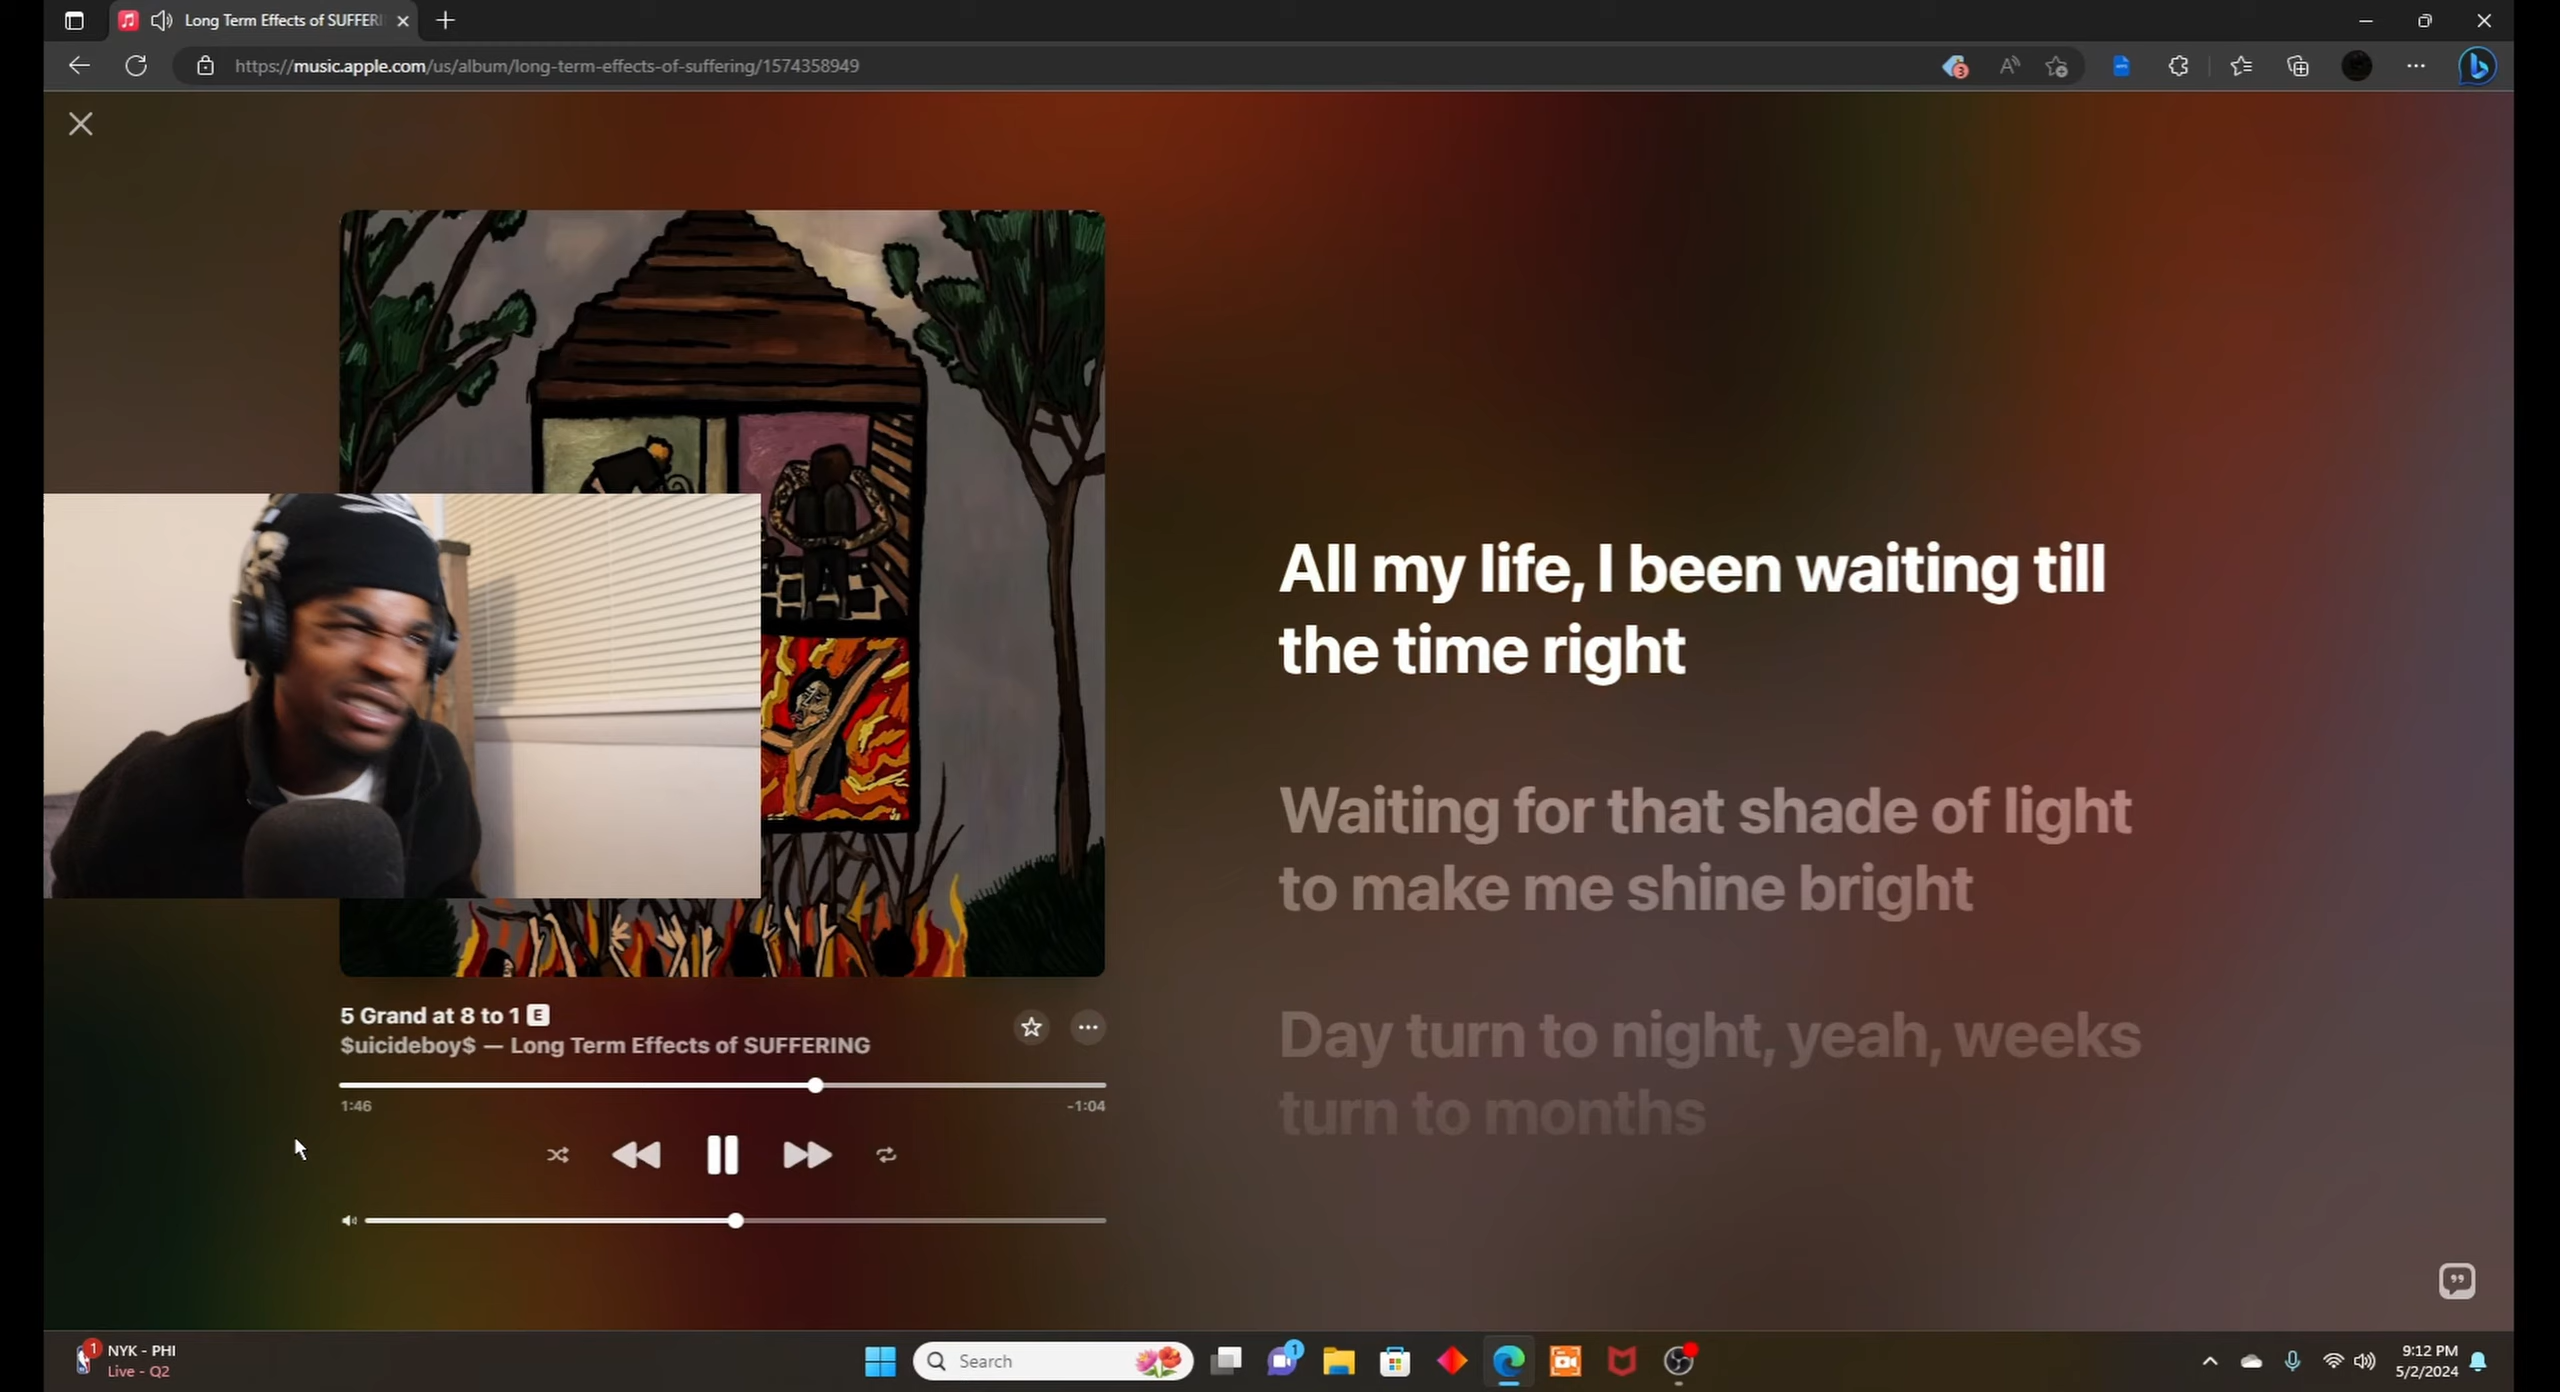 Long Term Effects of SUFFERI
https://music.apple.com/us/album/long-term-effects-of-suffering/1574358949
3
All my life, I been waiting till
the time right
Waiting for that shade of light
to make me shine bright
Day turn to night, yeah, weeks
turn to months
5 Grand at 8 to 1 E
$uicideboy$ — Long Term Effects of SUFFERING
1:46
-1:04
1
NYK - PHI
Live - Q2
Search
1
9:12 PM
5/2/2024